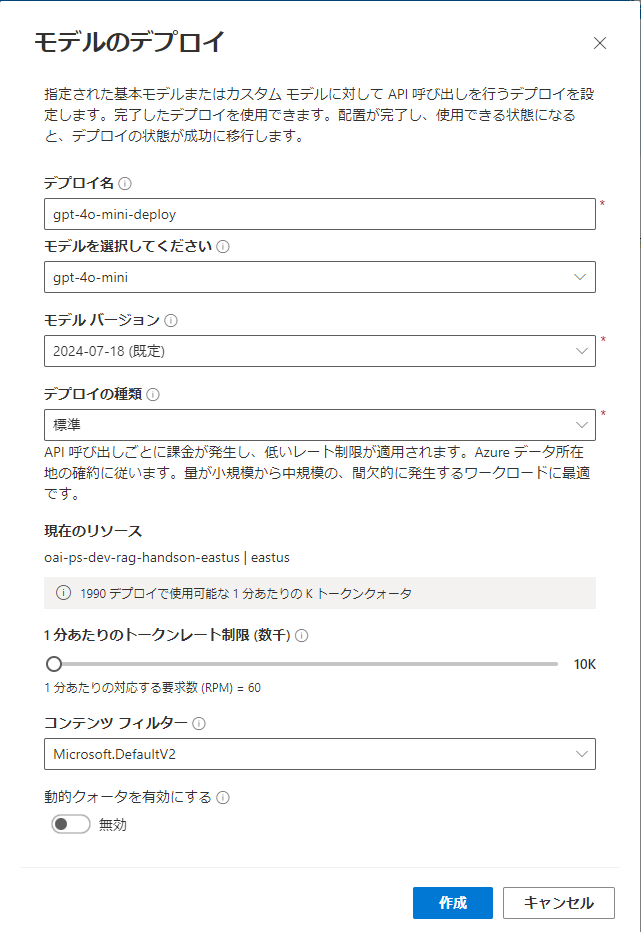 モデルのデプロイ
指定された基本モデルまたはカスタム モデルに対して API 呼び出しを行うデプロイを設
定します。完了したデプロイを使用できます。配置が完了し、使用できる状態になる
と、デプロイの状態が成功に移行します。
デプロイ名
gpt-4o-mini-deploy
*
モデルを選択してください
gpt-4o-mini
モデル バージョン
2024-07-18 (既定)
*
デプロイの種類
標準
*
API 呼び出しごとに課金が発生し、低いレート制限が適用されます。Azure データ所在
地の確約に従います。量が小規模から中規模の、間欠的に発生するワークロードに最適
です。
現在のリソース
oai-ps-dev-rag-handson-eastus | eastus
1990 デプロイで使用可能な 1 分あたりの K トークンクォータ
1 分あたりのトークンレート制限 (数千)
10K
1 分あたりの対応する要求数 (RPM) = 60
コンテンツ フィルター
Microsoft.DefaultV2
動的クォータを有効にする
無効
作成
キャンセル